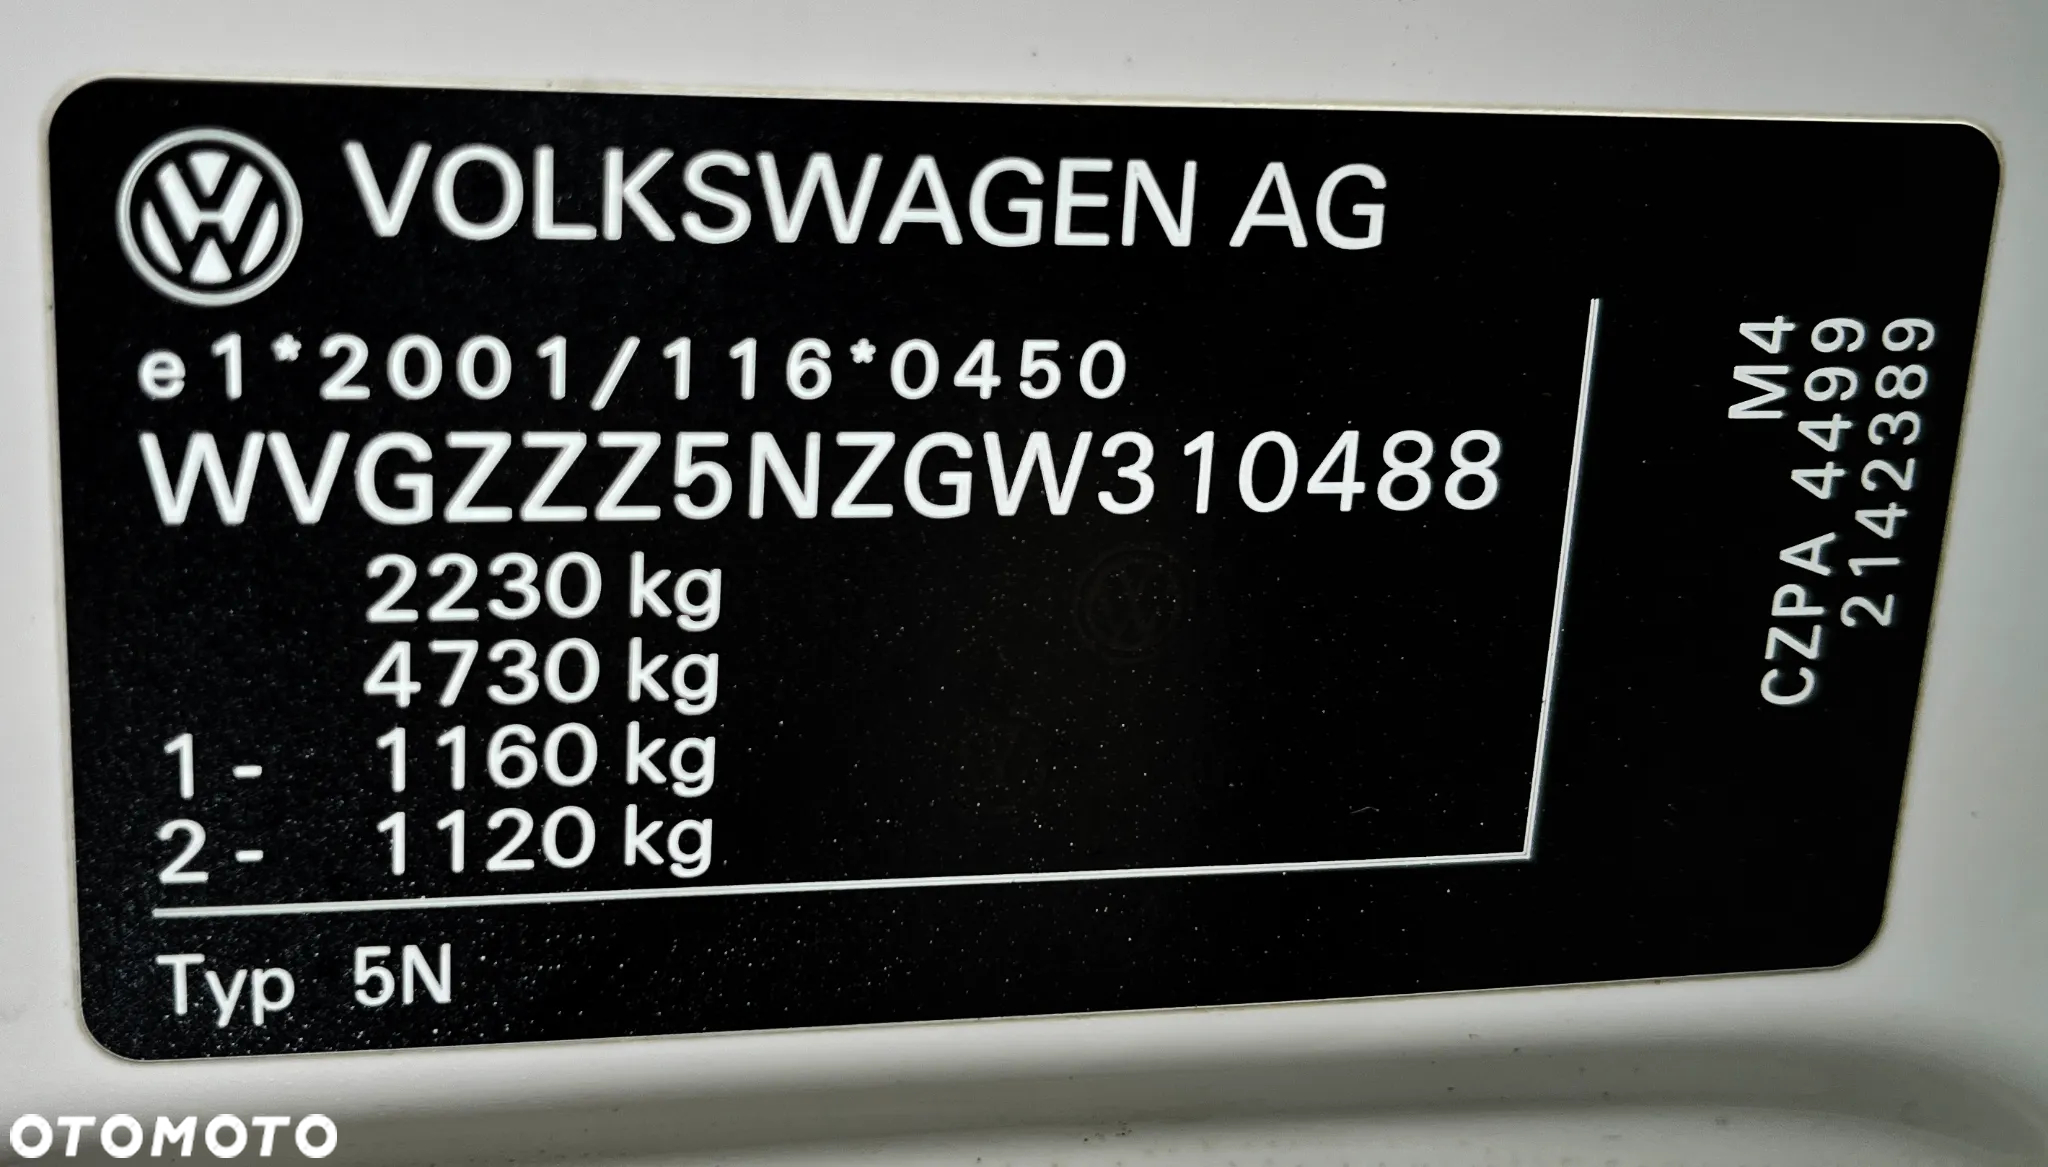 VOLKSWAGEN AG
e1*2001/116*0450
WVGZZZ5NZGW310488
2230 kg
4730 kg
1 - 1160 kg
2 - 1120 kg
Typ 5N
M4
CZPA 4499
2142389
OTOMOTO